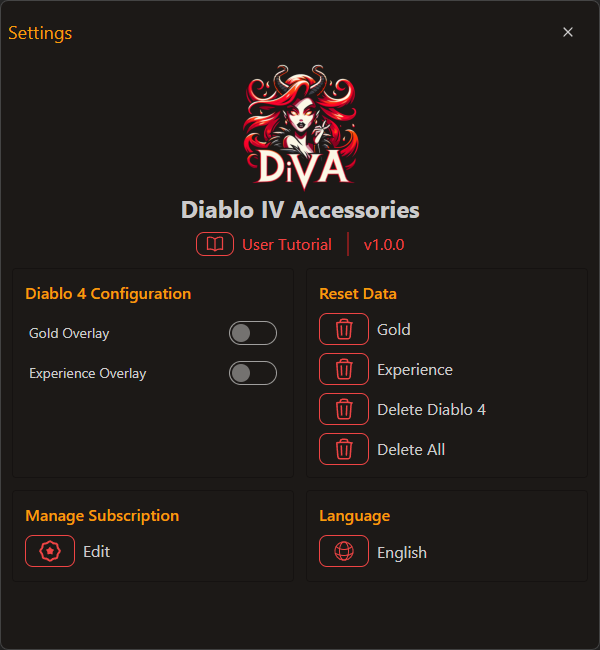 Settings
DiVA
Diablo IV Accessories
User Tutorial | v1.0.0
Diablo 4 Configuration
Gold Overlay
Experience Overlay
Reset Data
Gold
Experience
Delete Diablo 4
Delete All
Manage Subscription
Edit
Language
English